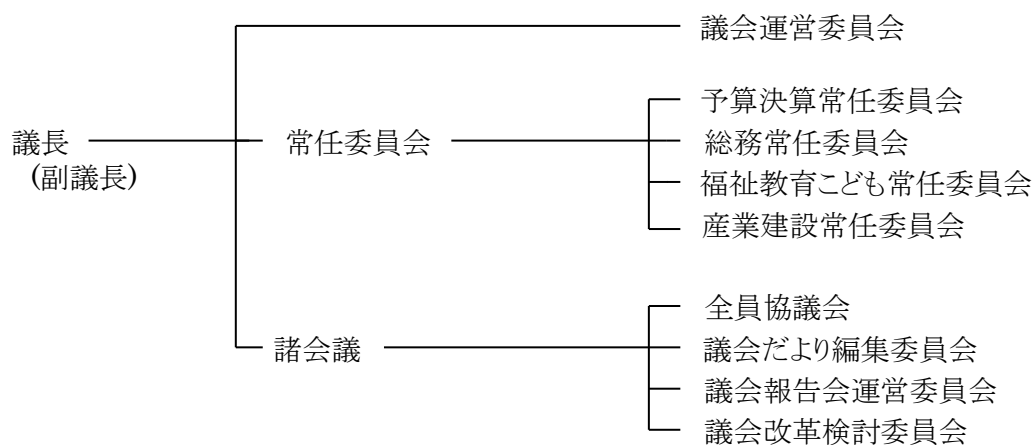 議会運営委員会
予算決算常任委員会
議長
常任委員会
総務常任委員会
(副議長)
福祉教育こども常任委員会
産業建設常任委員会
全員協議会
諸会議
議会だより編集委員会
議会報告会運営委員会
議会改革検討委員会